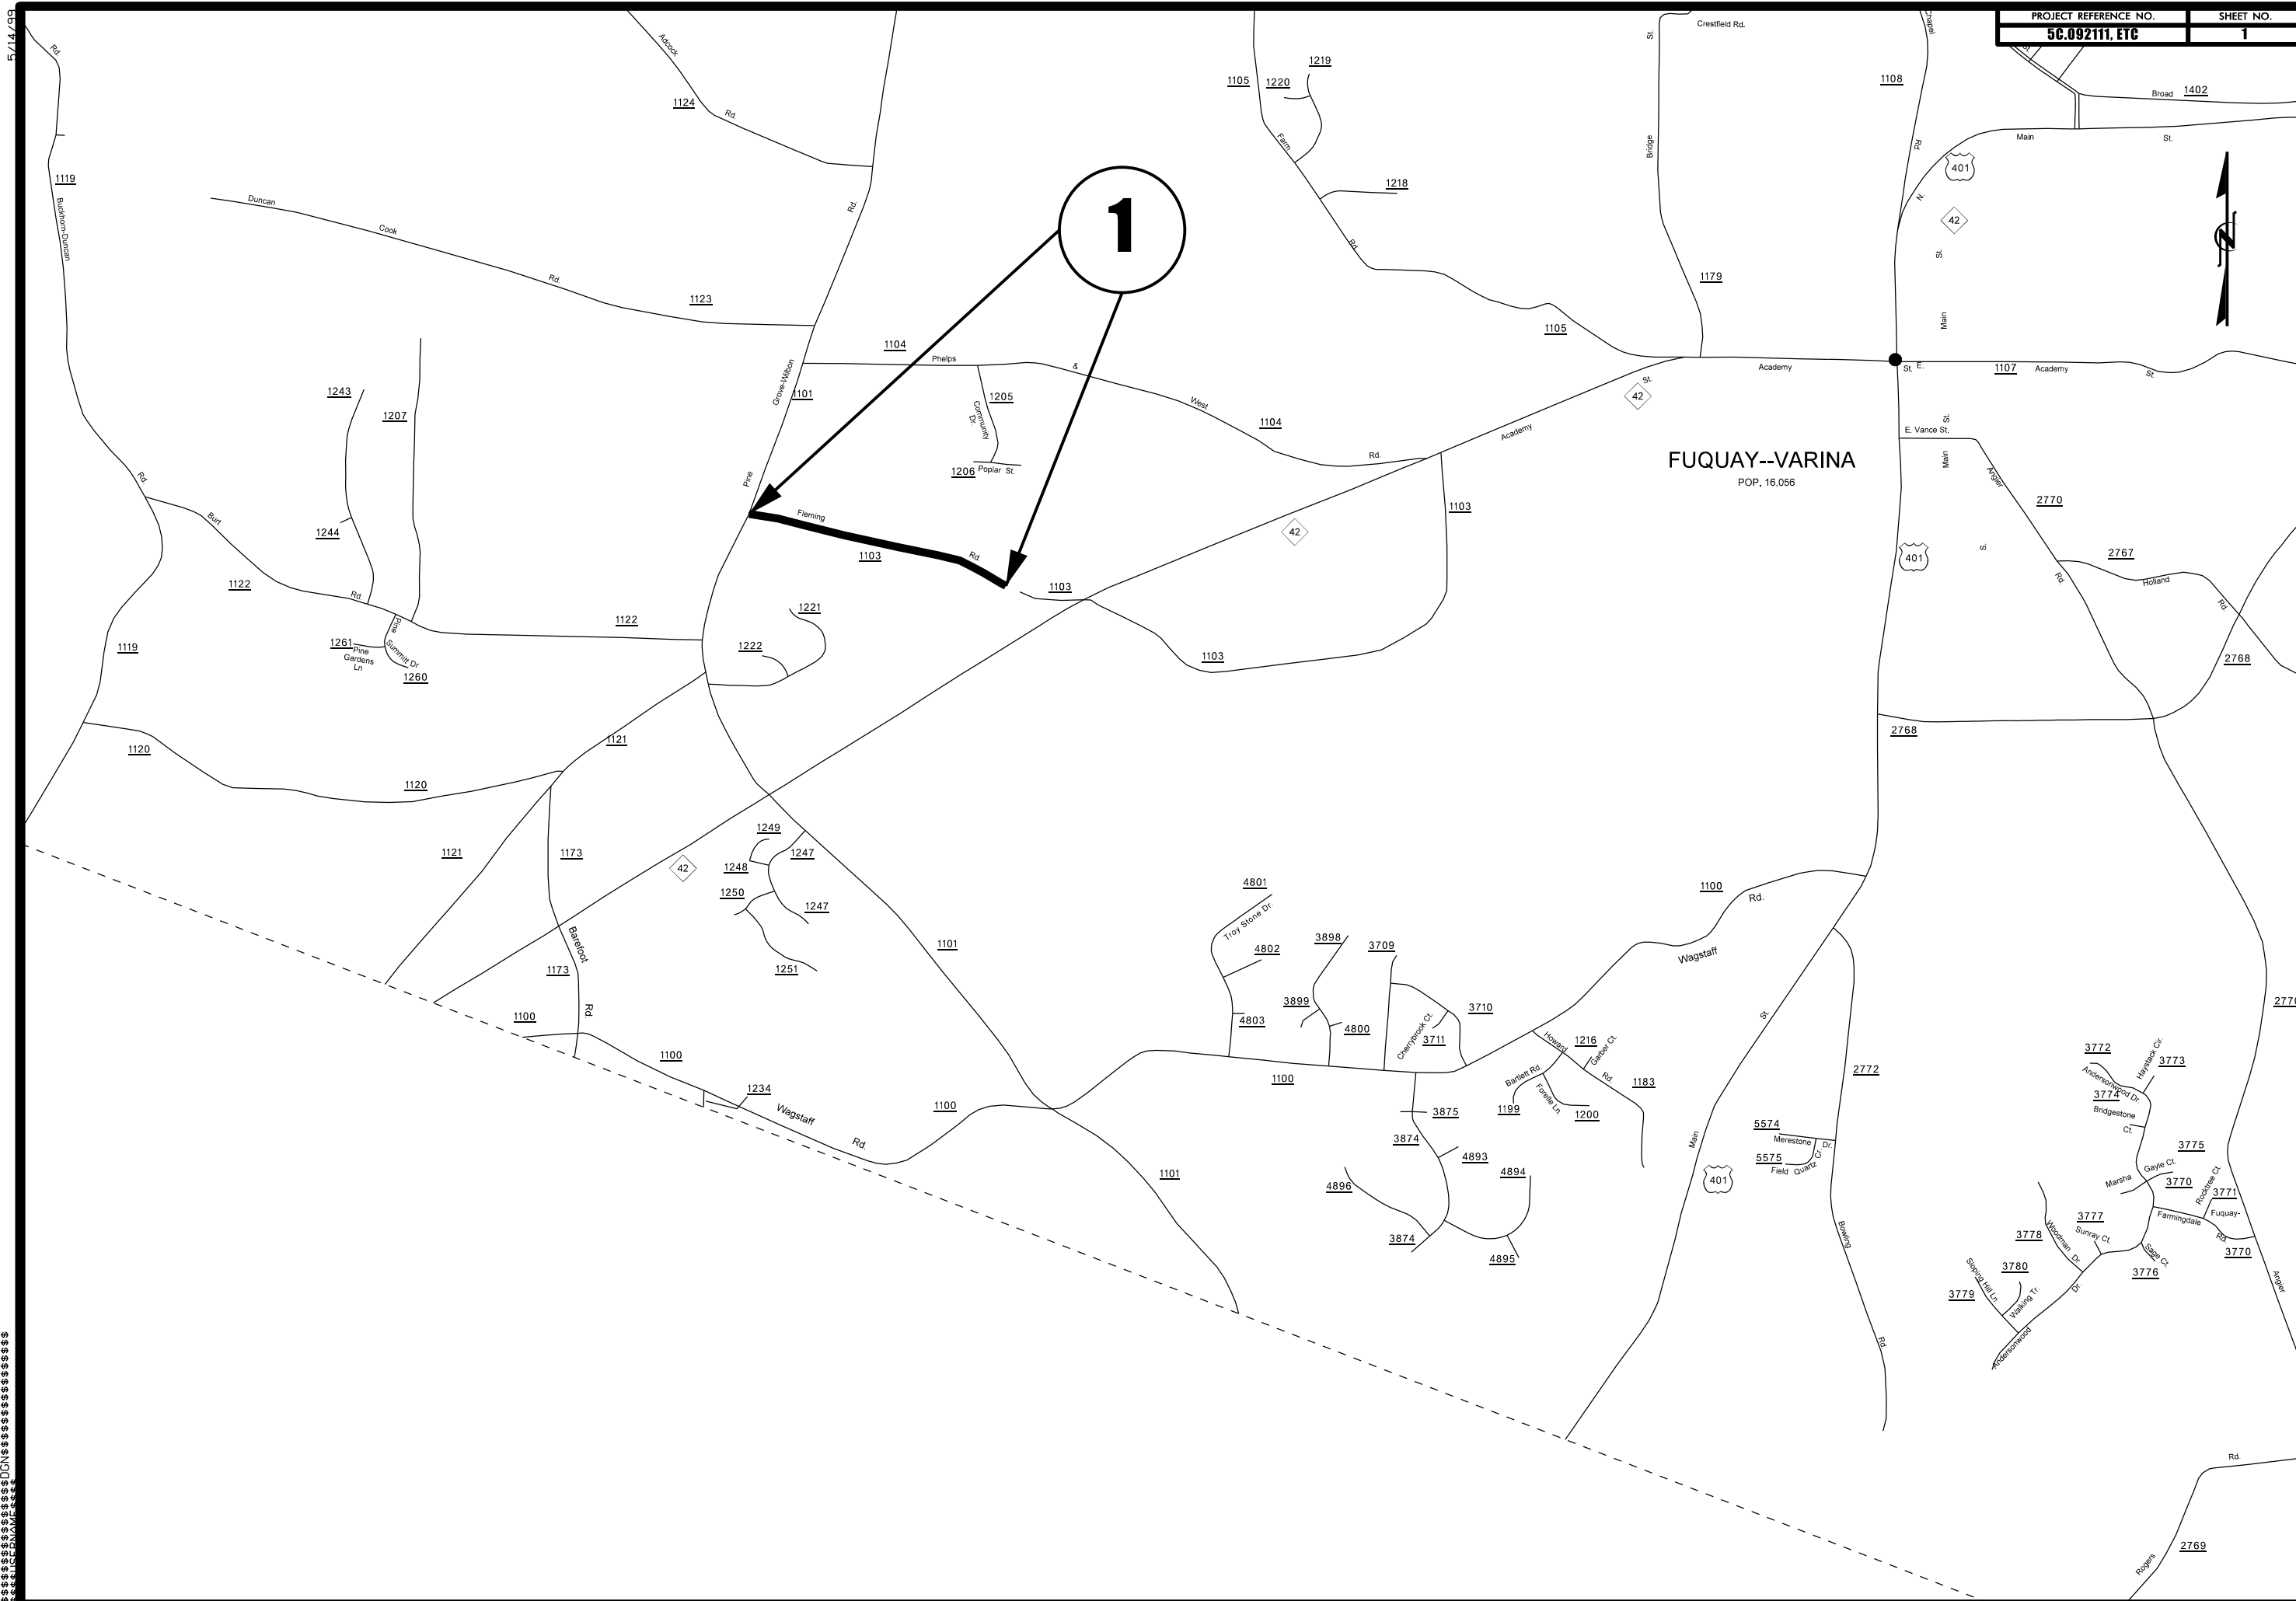 5/14/99
PROJECT REFERENCE NO.
SHEET NO.
5C.092111, ETC
1
Rd.
Adcock
1124
Rd.
1119
Buckhorn-Duncan
Duncan
Cook
Rd.
1123
Rd.
1
1105
1220
1219
Farm
1218
Rd.
1105
Crestfield Rd.
St.
Bridge
1179
Chapel
1108
Rd.
N.
401
42
St.
Main
St.
Broad
1402
Main
St.
N
1104
Phelps
&
West
1104
Rd.
Grove-Wilbon
1101
Pine
1205
Community
Dr.
1206
Poplar St.
Academy
St.
42
Academy
St.
E.
1107
Academy
St.
E. Vance St.
St.
Main
Angier
2770
FUQUAY--VARINA
POP. 16,056
1243
1207
1244
Rd.
Burt
1122
Rd.
1122
Pine
Summitt Dr
1261
Pine
Gardens
Ln
1260
Fleming
1103
Rd
1103
42
1103
1103
401
S.
2767
Holland
Rd.
Rd.
2768
2768
1221
1222
1119
1120
1120
1121
1121
1173
42
1249
1247
1248
1250
1247
1251
Barefoot
1173
Rd.
1100
1100
1234
Wagstaff
Rd.
1101
1100
1101
4801
Troy Stone Dr.
4802
4803
3898
3899
4800
3709
3710
Cherrybrook Ct.
3711
1100
1100
Rd.
Wagstaff
Howard
1216
Garber Ct.
Rd.
1183
Bartlett Rd.
1199
Forelle Ln.
1200
3875
3874
4893
4894
4896
3874
4895
St.
Main
401
2772
5574
Merestone
Dr.
5575
Field
Quartz
Cr.
Bowling
Rd.
2770
3772
Haystack Cir.
3773
Andersonwood Dr.
3774
Bridgestone
Ct.
3775
Gayle Ct.
Marsha
3770
Rocktree Ct.
3771
Fuquay-
Farmingdale
Rd.
3770
3777
Sunray Ct.
3778
Woodman
Dr.
Sage Ct.
3776
3780
Sloping Hill Ln.
3779
Walking Tr.
Dr.
Andersonwood
Angier
Rd.
2769
Rogers
$$$$$$$$$$$$$$DGN$$$$$$$$$$$$$$$$
$$$$USERNAME$$$$